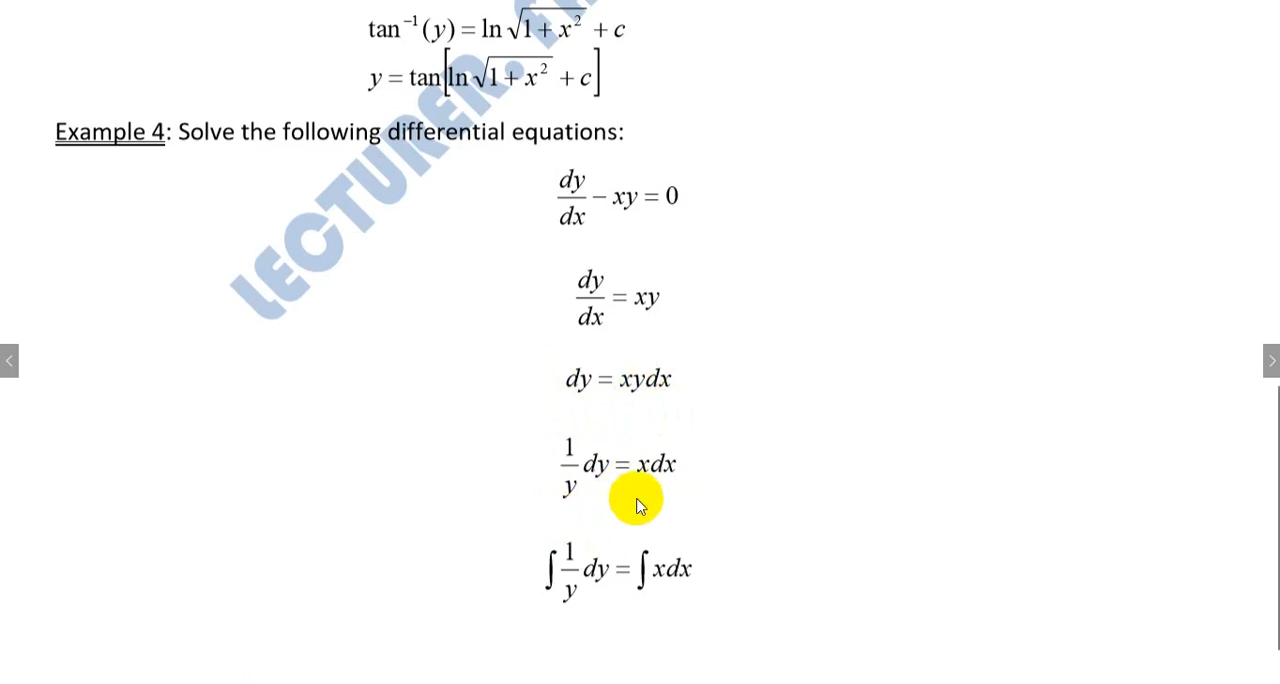 tan⁻¹(y) = ln √(1 + x²) + c
y = tan[ln √(1 + x²) + c]
Example 4: Solve the following differential equations:
dy/dx − xy = 0
dy/dx = xy
dy = xydx
1/y dy = xdx
∫ 1/y dy = ∫ xdx
LECTURER.